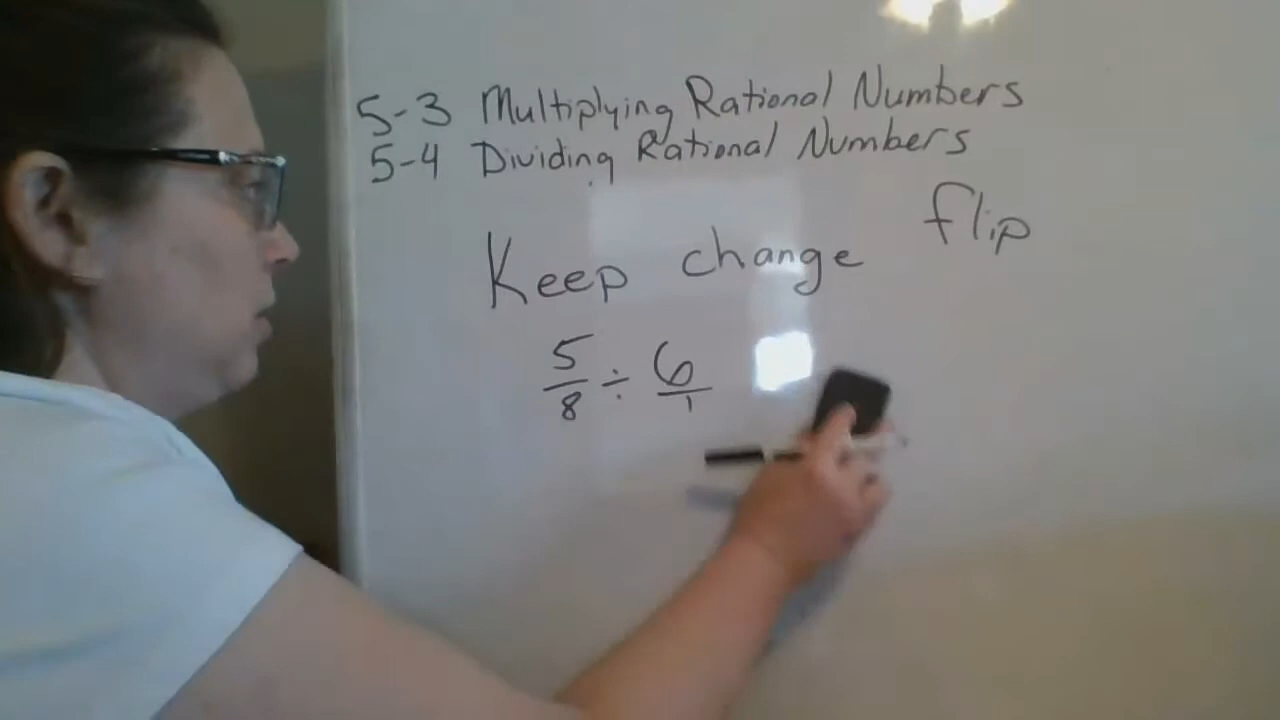 5-3 Multiplying Rational Numbers
5-4 Dividing Rational Numbers
Keep change flip
5/8 ÷ 6/1